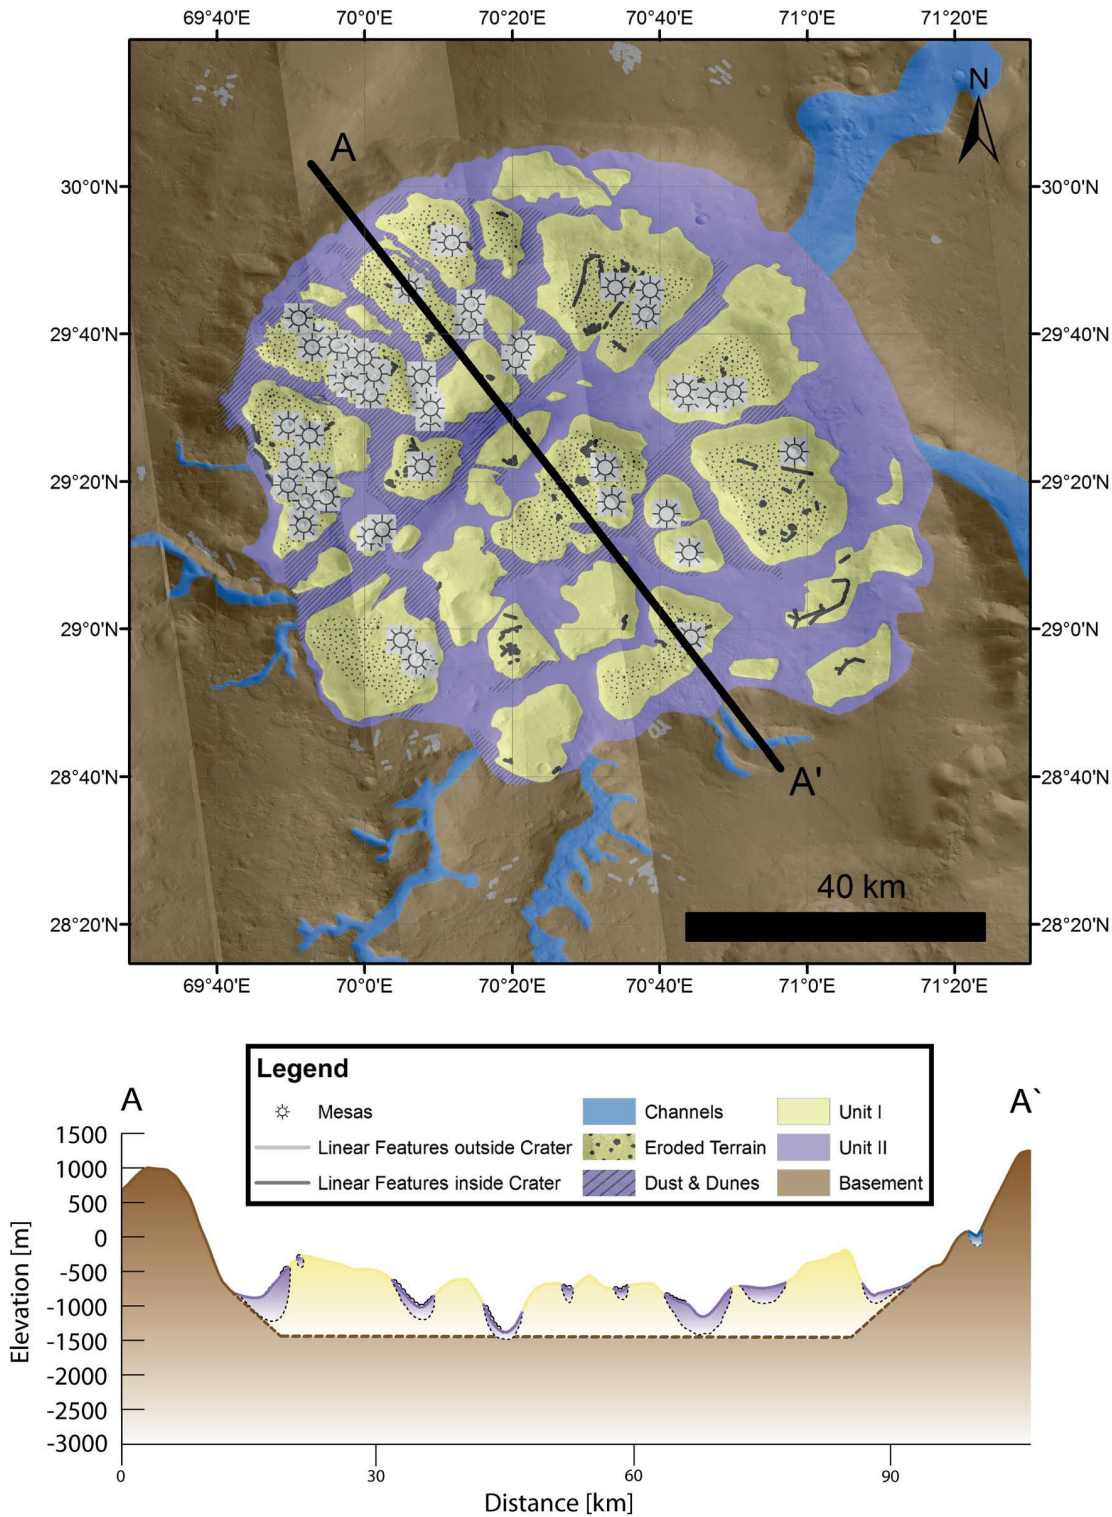 69°40'E 70°0'E 70°20'E 70°40'E 71°0'E 71°20'E
N
A
30°0'N 30°0'N
29°40'N 29°40'N
29°20'N 29°20'N
29°0'N 29°0'N
28°40'N A' 28°40'N
40 km
28°20'N 28°20'N
69°40'E 70°0'E 70°20'E 70°40'E 71°0'E 71°20'E
Legend
Mesas Channels Unit I
Linear Features outside Crater Eroded Terrain Unit II
Linear Features inside Crater Dust & Dunes Basement
A A`
1500
1000
500
0
-500
-1000
-1500
-2000
-2500
-3000
Elevation [m]
0 30 60 90
Distance [km]